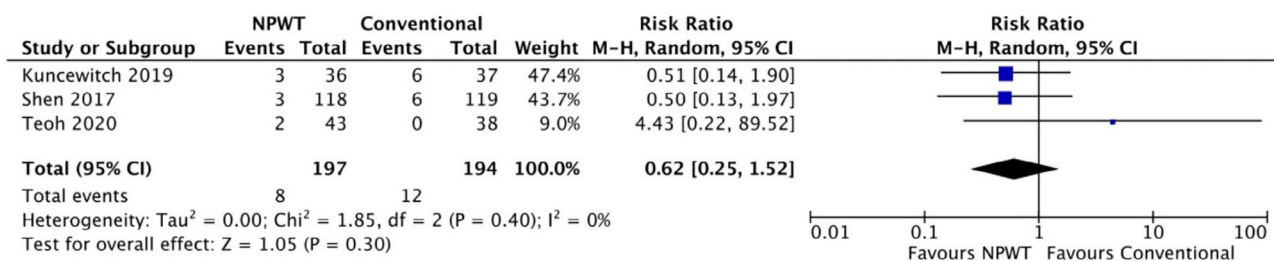 NPWT Conventional Risk Ratio Risk Ratio
Study or Subgroup Events Total Events Total Weight M-H, Random, 95% CI M-H, Random, 95% CI
Kuncewitch 2019 3 36 6 37 47.4% 0.51 [0.14, 1.90]
Shen 2017 3 118 6 119 43.7% 0.50 [0.13, 1.97]
Teoh 2020 2 43 0 38 9.0% 4.43 [0.22, 89.52]
Total (95% CI) 197 194 100.0% 0.62 [0.25, 1.52]
Total events 8 12
Heterogeneity: Tau² = 0.00; Chi² = 1.85, df = 2 (P = 0.40); I² = 0%
Test for overall effect: Z = 1.05 (P = 0.30)
0.01 0.1 1 10 100
Favours NPWT Favours Conventional